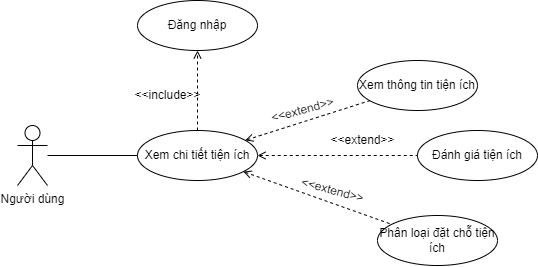 Đăng nhập
<<include>>
Xem thông tin tiện ích
<<extend>>
<<extend>>
Xem chi tiết tiện ích
Đánh giá tiện ích
<<extend>>
Người dùng
Phân loại đặt chỗ tiện
ích